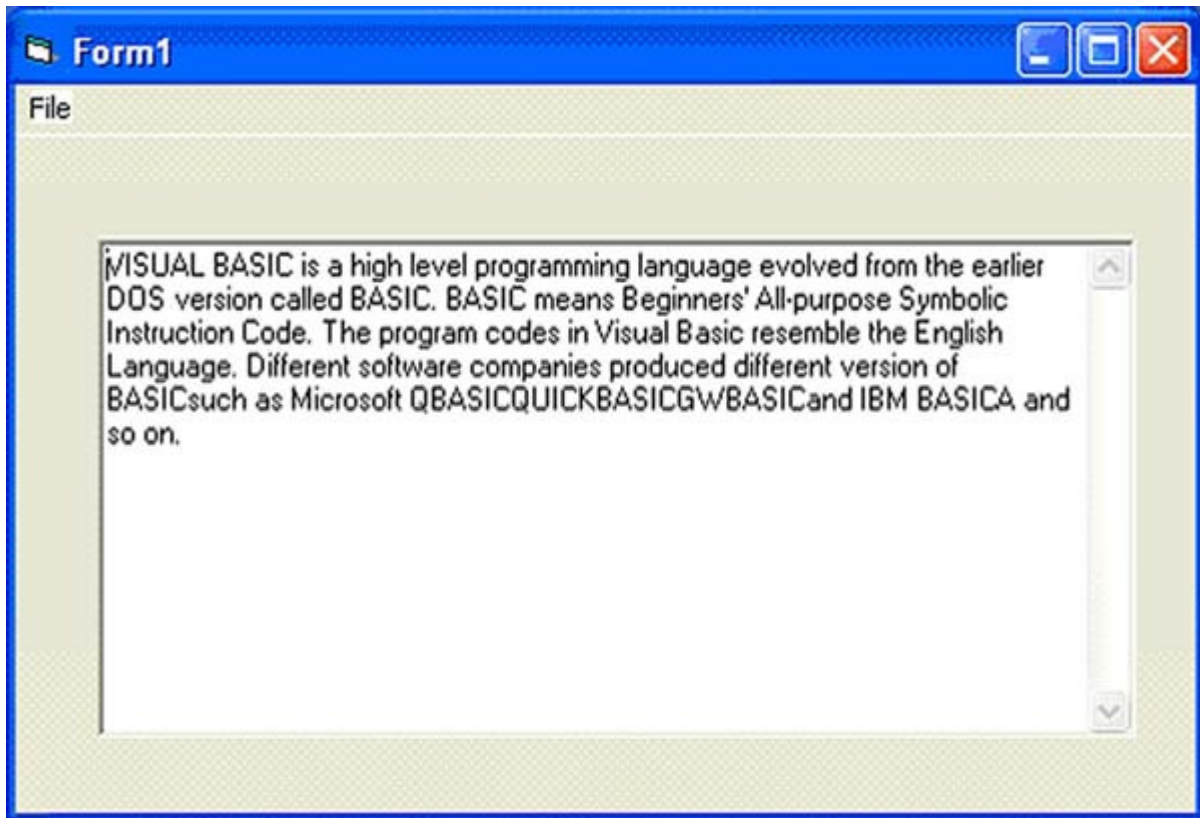 Form1
File
VISUAL BASIC is a high level programming language evolved from the earlier
DOS version called BASIC. BASIC means Beginners' All-purpose Symbolic
Instruction Code. The program codes in Visual Basic resemble the English
Language. Different software companies produced different version of
BASICsuch as Microsoft QBASICQUICKBASICGWBASICand IBM BASICA and
so on.